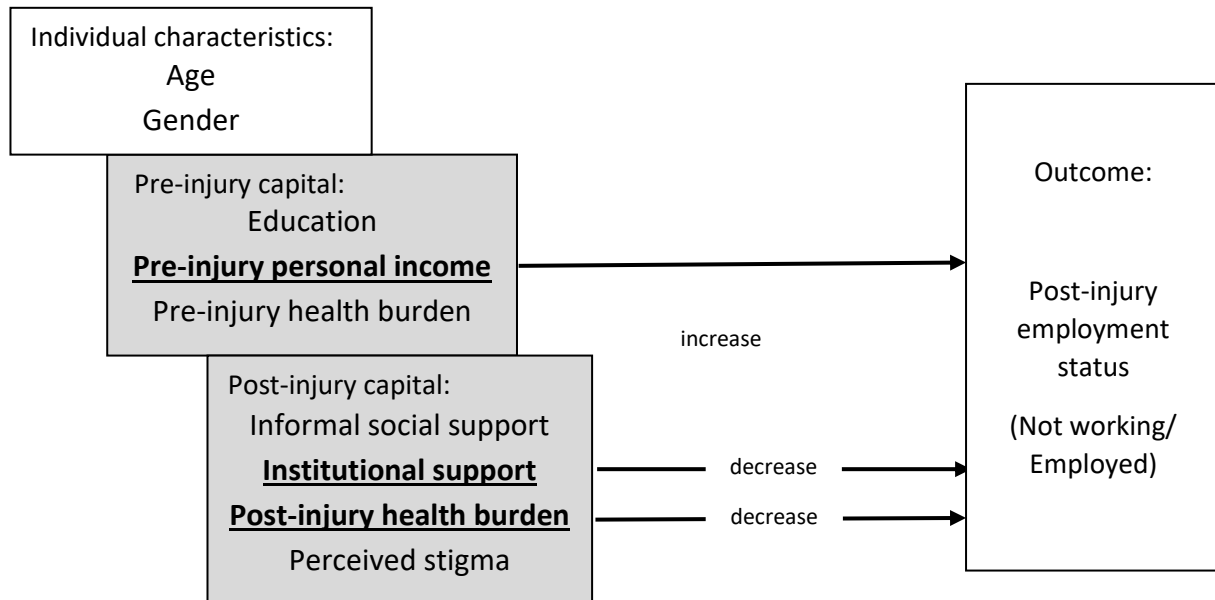 Individual characteristics:
Age
Gender
Pre-injury capital:
Education
Pre-injury personal income
Pre-injury health burden
increase
Post-injury capital:
Informal social support
Institutional support
decrease
Post-injury health burden
decrease
Perceived stigma
Outcome:
Post-injury
employment
status
(Not working/
Employed)